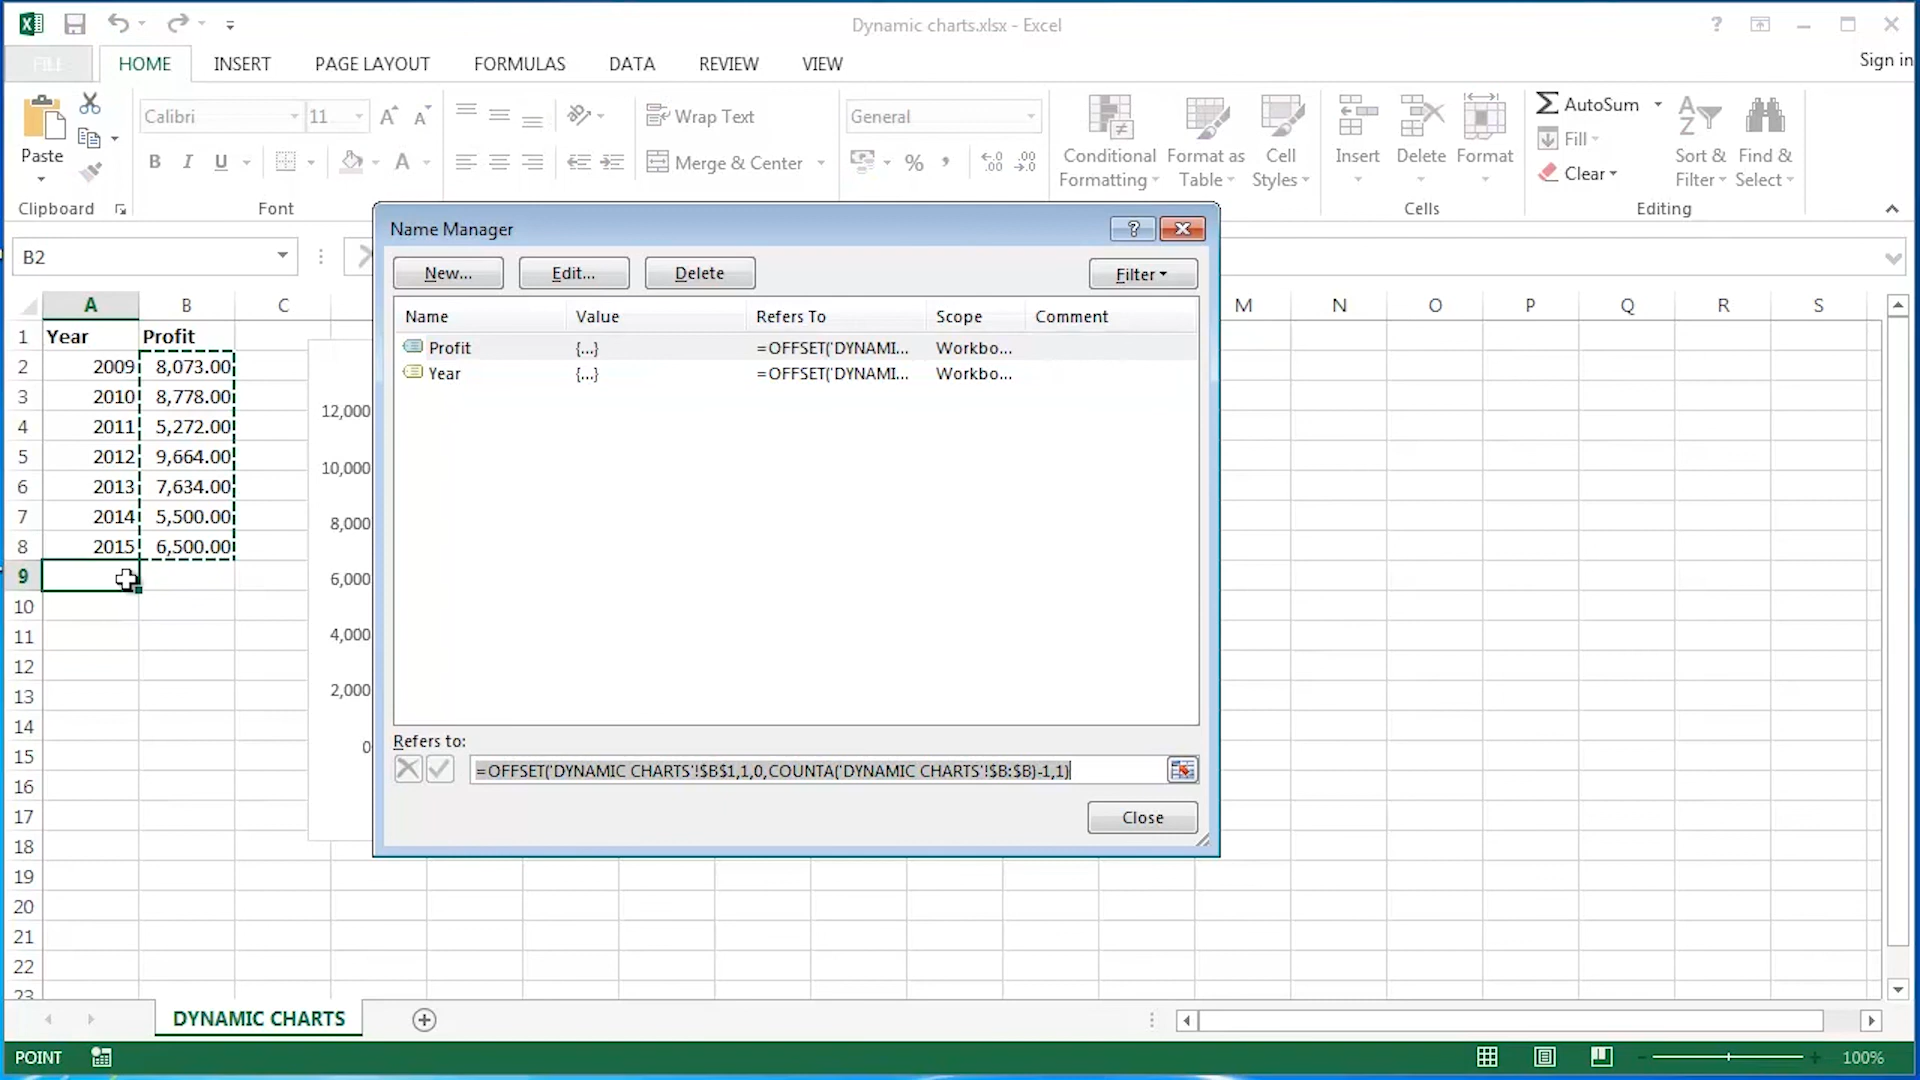 Dynamic charts.xlsx - Excel
FILE HOME INSERT PAGE LAYOUT FORMULAS DATA REVIEW VIEW Sign in
Calibri 11 Wrap Text General AutoSum
Paste Merge & Center % Conditional Formatting Format as Table Cell Styles Insert Delete Format Fill Clear Sort & Filter Find & Select
Clipboard Font Cells Editing
B2
Name Manager
New... Edit... Delete Filter
Name Value Refers To Scope Comment
Profit {...} =OFFSET('DYNAMI... Workbo...
Year {...} =OFFSET('DYNAMI... Workbo...
Refers to:
=OFFSET('DYNAMIC CHARTS'!$B$1,1,0,COUNTA('DYNAMIC CHARTS'!$B:$B)-1,1)
Close
A B C M N O P Q R S
1 Year Profit
2 2009 8,073.00
3 2010 8,778.00
4 2011 5,272.00
5 2012 9,664.00
6 2013 7,634.00
7 2014 5,500.00
8 2015 6,500.00
9
10
11
12
13
14
15
16
17
18
19
20
21
22
23
12,000
10,000
8,000
6,000
4,000
2,000
0
DYNAMIC CHARTS
POINT 100%